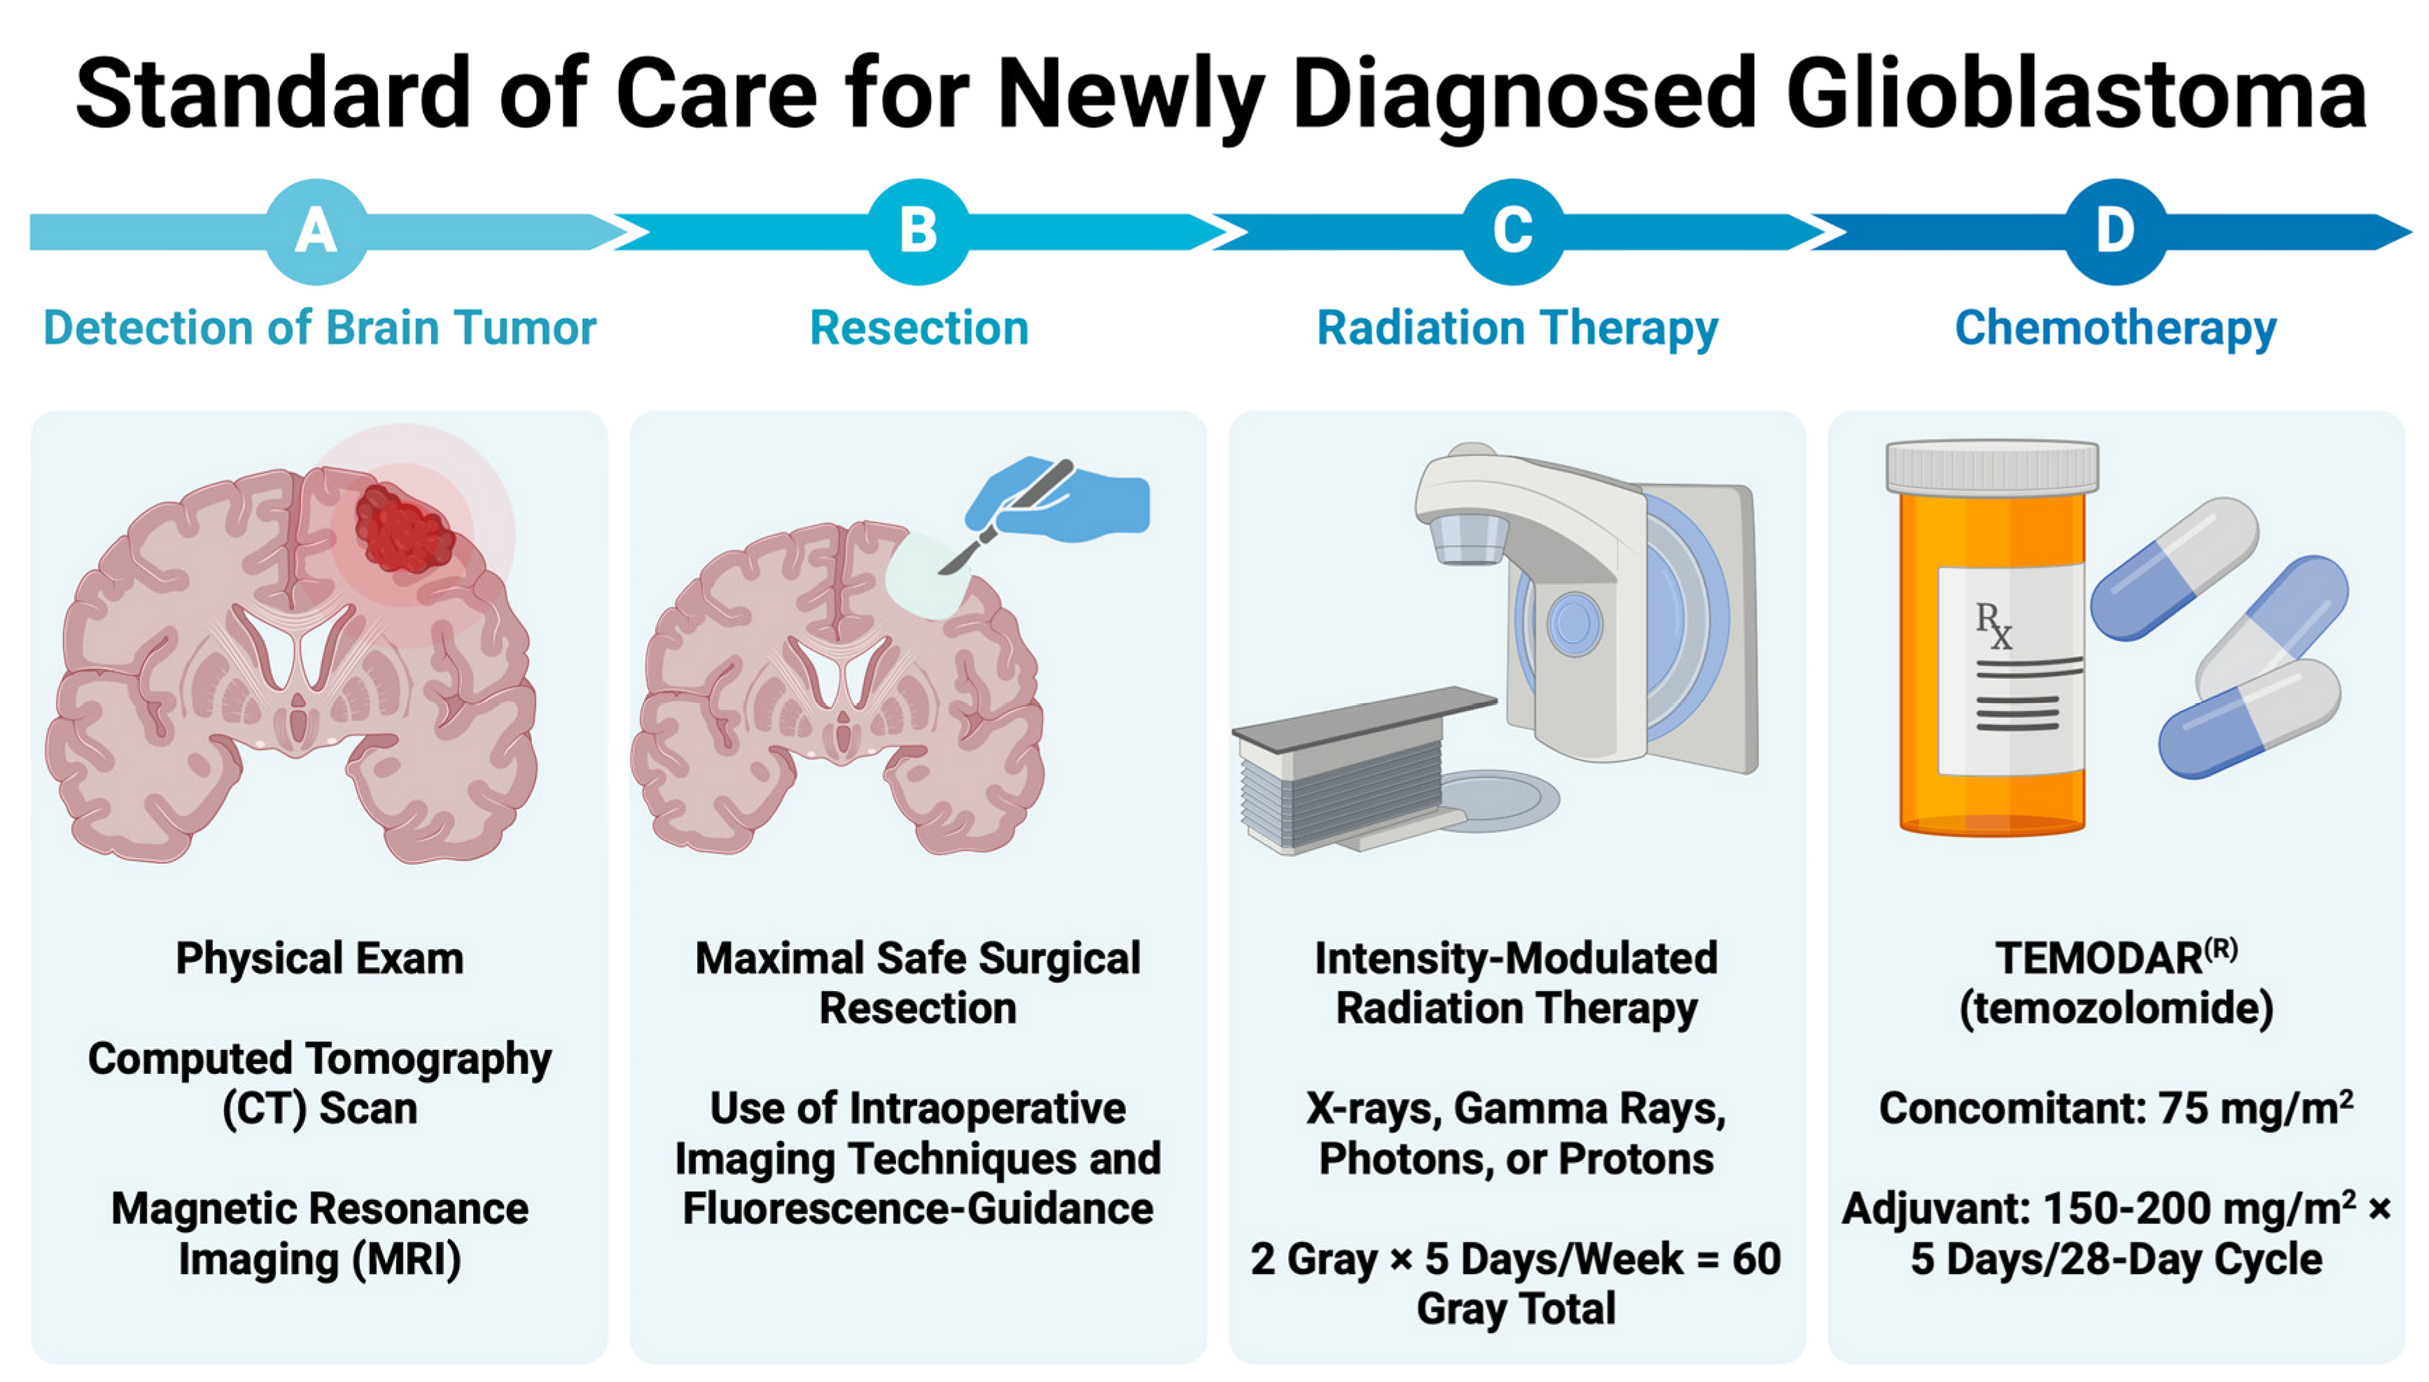 Standard of Care for Newly Diagnosed Glioblastoma
A
B
C
D
Detection of Brain Tumor
Resection
Radiation Therapy
Chemotherapy
Physical Exam
Computed Tomography
(CT) Scan
Magnetic Resonance
Imaging (MRI)
Maximal Safe Surgical
Resection
Use of Intraoperative
Imaging Techniques and
Fluorescence-Guidance
Intensity-Modulated
Radiation Therapy
X-rays, Gamma Rays,
Photons, or Protons
2 Gray × 5 Days/Week = 60
Gray Total
Rx
TEMODAR⁽ᴿ⁾
(temozolomide)
Concomitant: 75 mg/m²
Adjuvant: 150-200 mg/m² ×
5 Days/28-Day Cycle